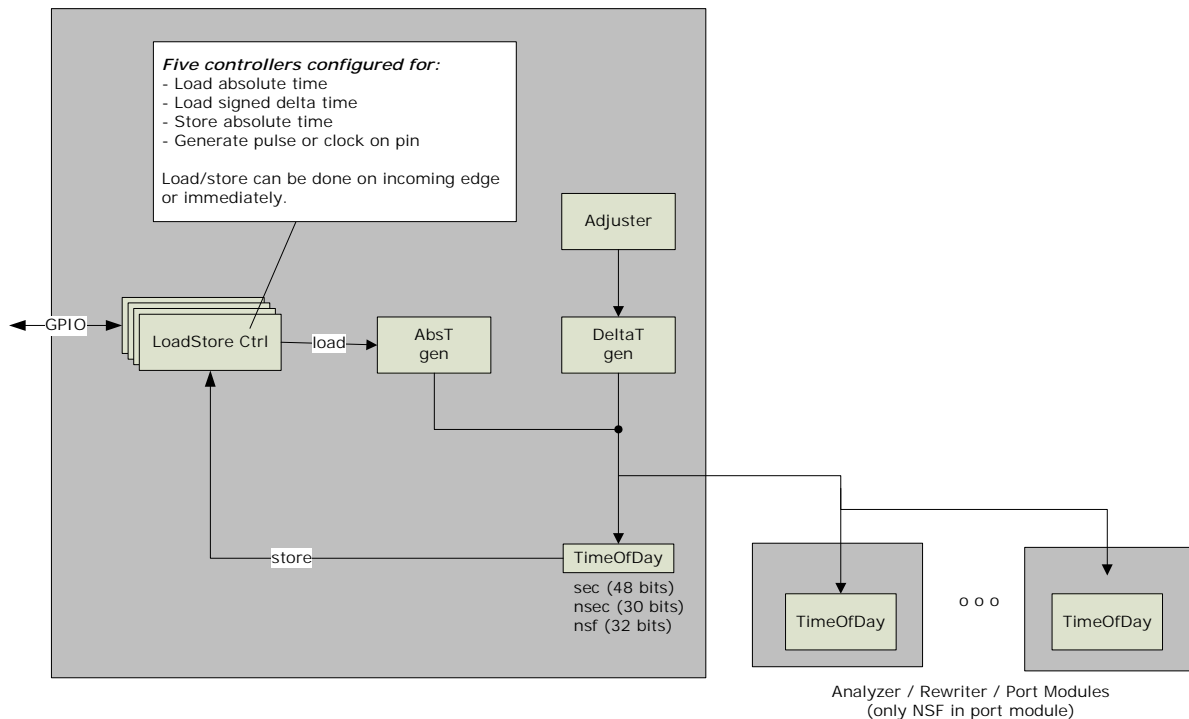 Five controllers configured for:
- Load absolute time
- Load signed delta time
- Store absolute time
- Generate pulse or clock on pin
Load/store can be done on incoming edge
or immediately.
Adjuster
GPIO
LoadStore Ctrl
load
AbsT
gen
DeltaT
gen
store
TimeOfDay
sec (48 bits)
nsec (30 bits)
nsf (32 bits)
TimeOfDay
o o o
TimeOfDay
Analyzer / Rewriter / Port Modules
(only NSF in port module)